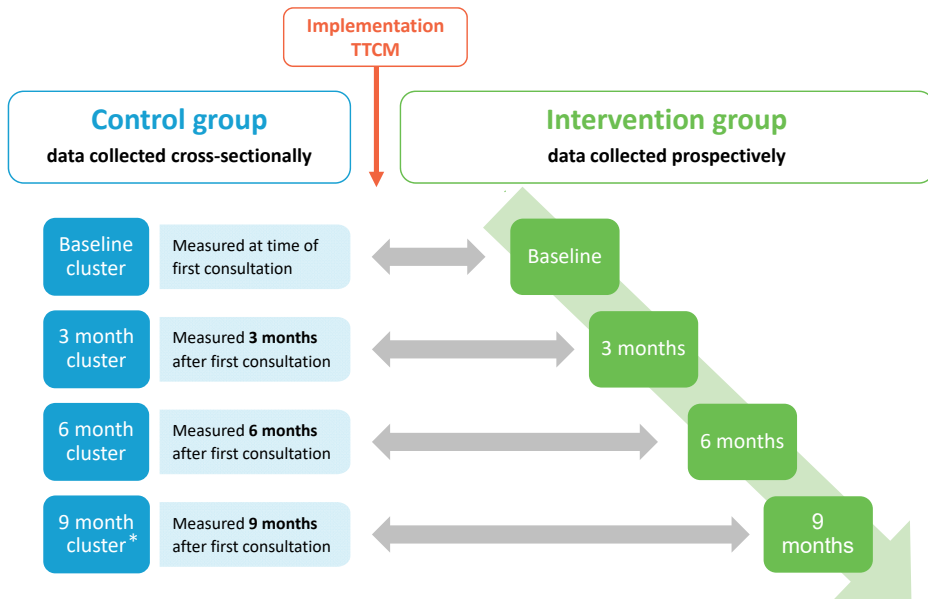 Implementation
TTCM
Control group
data collected cross-sectionally
Intervention group
data collected prospectively
Baseline
cluster
Measured at time of
first consultation
Baseline
3 month
cluster
Measured 3 months
after first consultation
3 months
6 month
cluster
Measured 6 months
after first consultation
6 months
9 month
cluster*
Measured 9 months
after first consultation
9
months